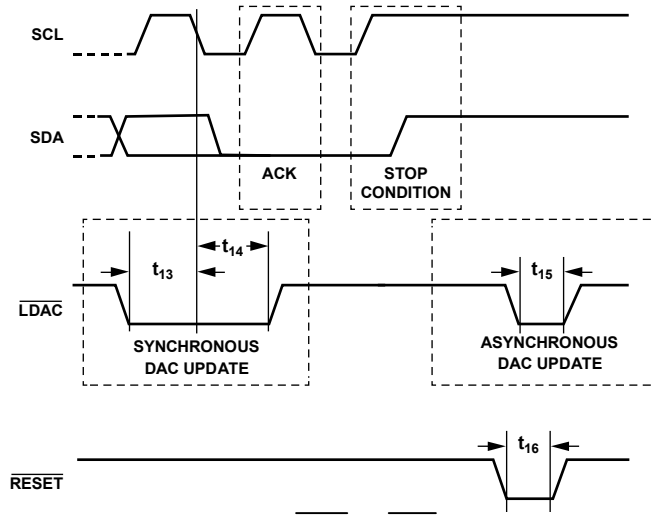 SCL
SDA
ACK
STOP
CONDITION
t13
t14
t15
LDAC
SYNCHRONOUS
DAC UPDATE
ASYNCHRONOUS
DAC UPDATE
t16
RESET